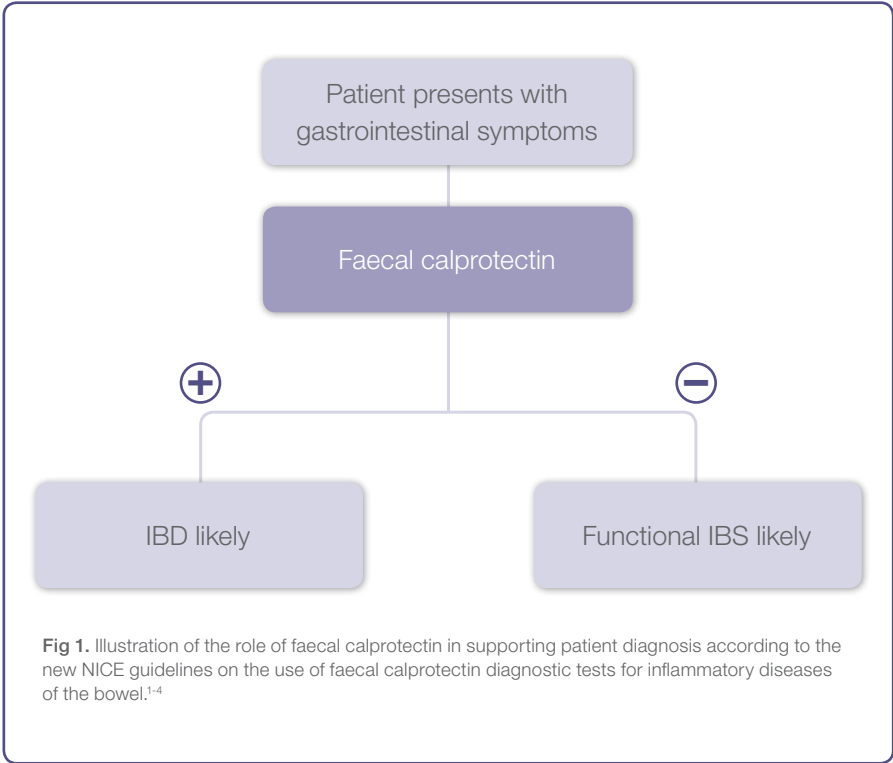 Patient presents with
gastrointestinal symptoms
Faecal calprotectin
+
−
IBD likely
Functional IBS likely
Fig 1. Illustration of the role of faecal calprotectin in supporting patient diagnosis according to the
new NICE guidelines on the use of faecal calprotectin diagnostic tests for inflammatory diseases
of the bowel.¹⁻⁴